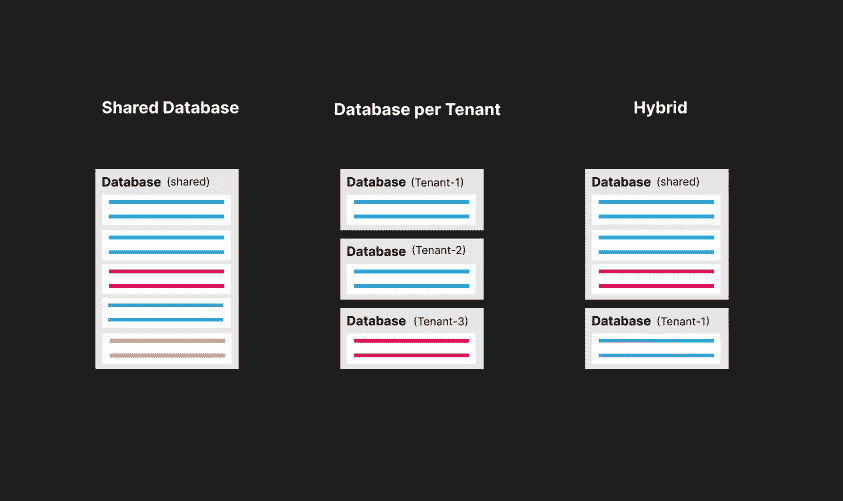 Shared Database
Database per Tenant
Hybrid
Database (shared)
Database (Tenant-1)
Database (Tenant-2)
Database (Tenant-3)
Database (shared)
Database (Tenant-1)